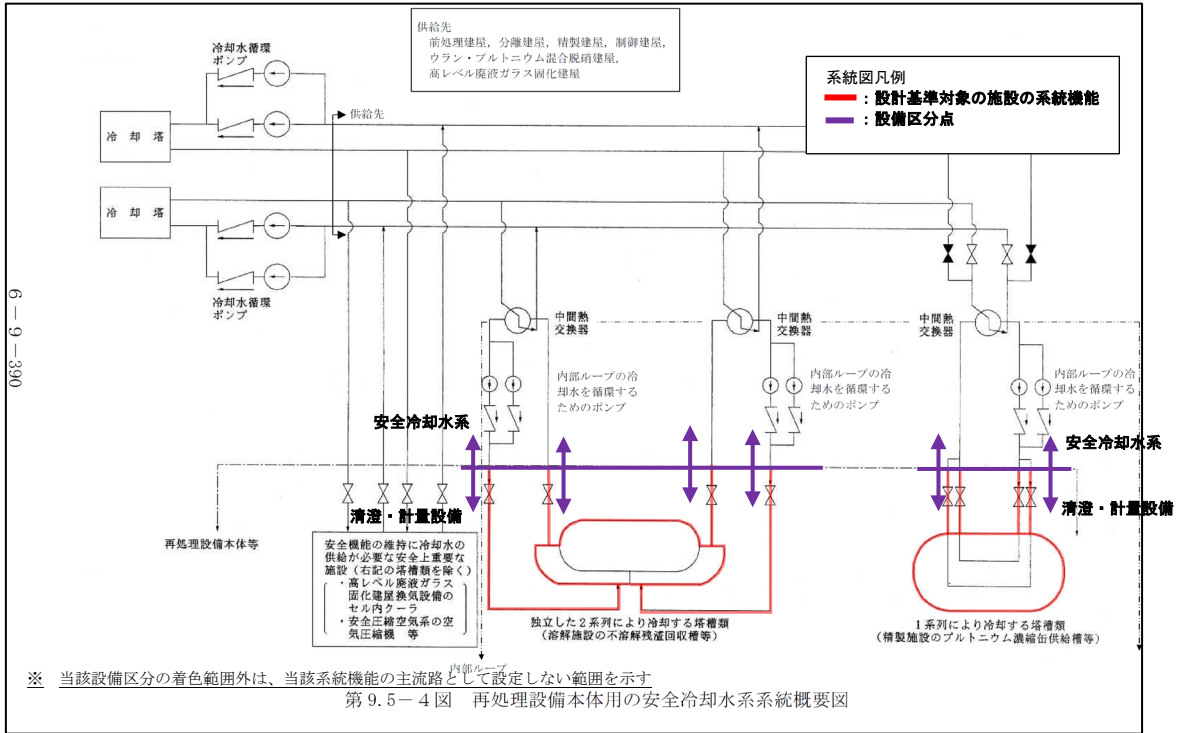 供給先
前処理建屋，分離建屋，精製建屋，制御建屋，
ウラン・プルトニウム混合脱硝建屋，
高レベル廃液ガラス固化建屋
系統図凡例
：設計基準対象の施設の系統機能
：設備区分点
冷却水循環
ポンプ
供給先
冷却塔
冷却塔
冷却水循環
ポンプ
中間熱
交換器
中間熱
交換器
中間熱
交換器
内部ループの冷
却水を循環する
ためのポンプ
内部ループの冷
却水を循環する
ためのポンプ
内部ループの冷
却水を循環する
ためのポンプ
安全冷却水系
安全冷却水系
清澄・計量設備
清澄・計量設備
再処理設備本体等
安全機能の維持に冷却水の
供給が必要な安全上重要な
施設（右記の塔槽類を除く）
・高レベル廃液ガラス
固化建屋換気設備の
セル内クーラ
・安全圧縮空気系の空
気圧縮機　等
独立した２系列により冷却する塔槽類
（溶解施設の不溶解残渣回収槽等）
１系列により冷却する塔槽類
（精製施設のプルトニウム濃縮缶供給槽等）
内部ループ
※　当該設備区分の着色範囲外は、当該系統機能の主流路として設定しない範囲を示す
第9.5－4図　再処理設備本体用の安全冷却水系系統概要図
6－9－390